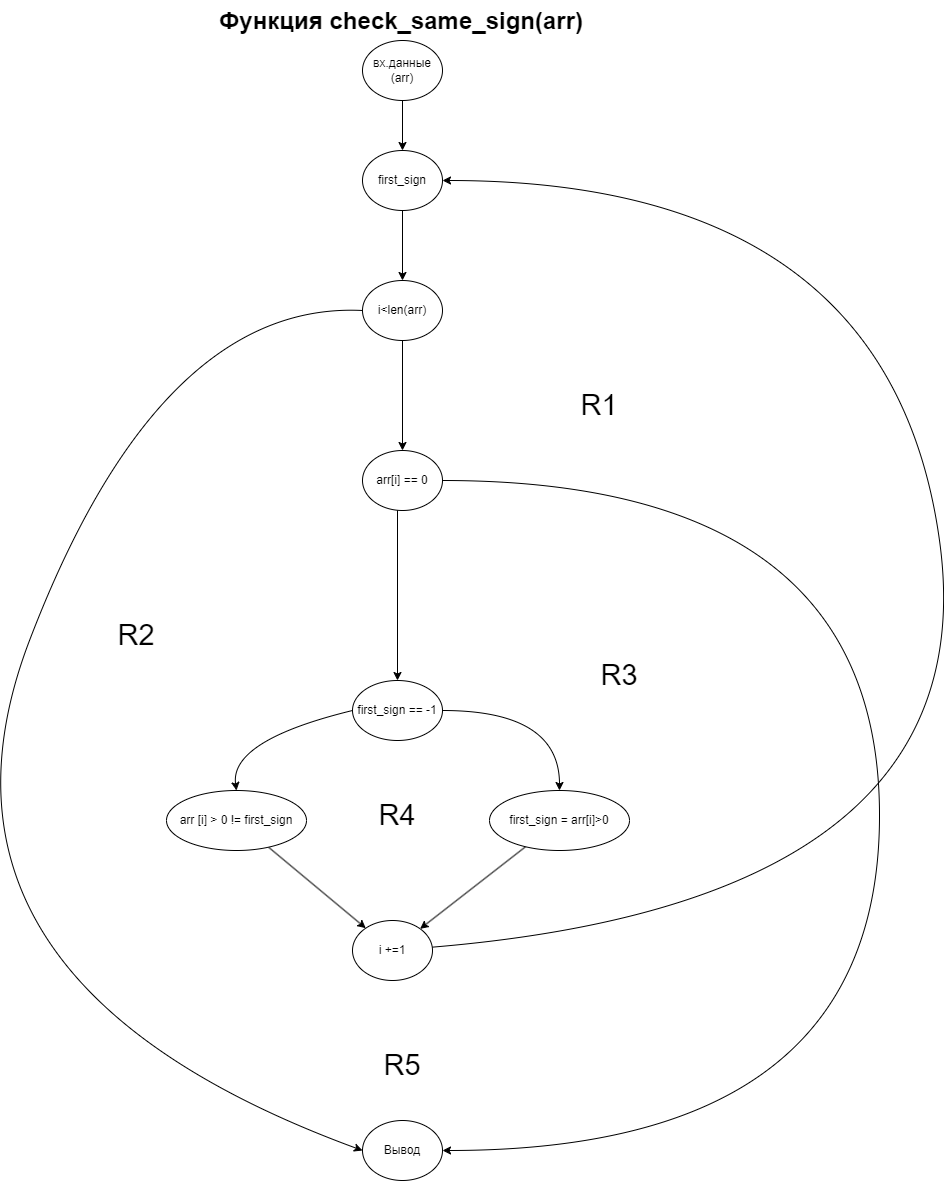 Функция check_same_sign(arr)
вх.данные
(arr)
first_sign
i<len(arr)
R1
arr[i] == 0
R2
R3
first_sign == -1
arr [i] > 0 != first_sign
R4
first_sign = arr[i]>0
i +=1
R5
Вывод